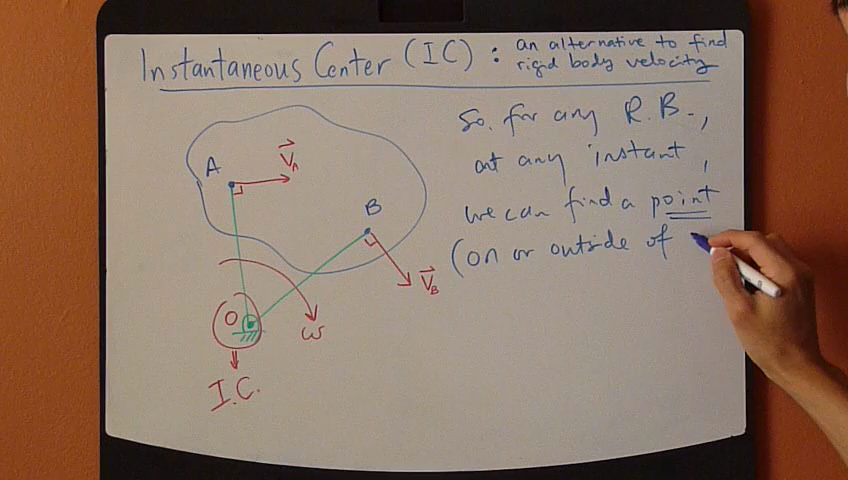 Instantaneous Center (IC) : an alternative to find
rigid body velocity
A
V_A
B
V_B
O
ω
I.C.
So. for any R.B.,
at any instant,
we can find a point
(on or outside of